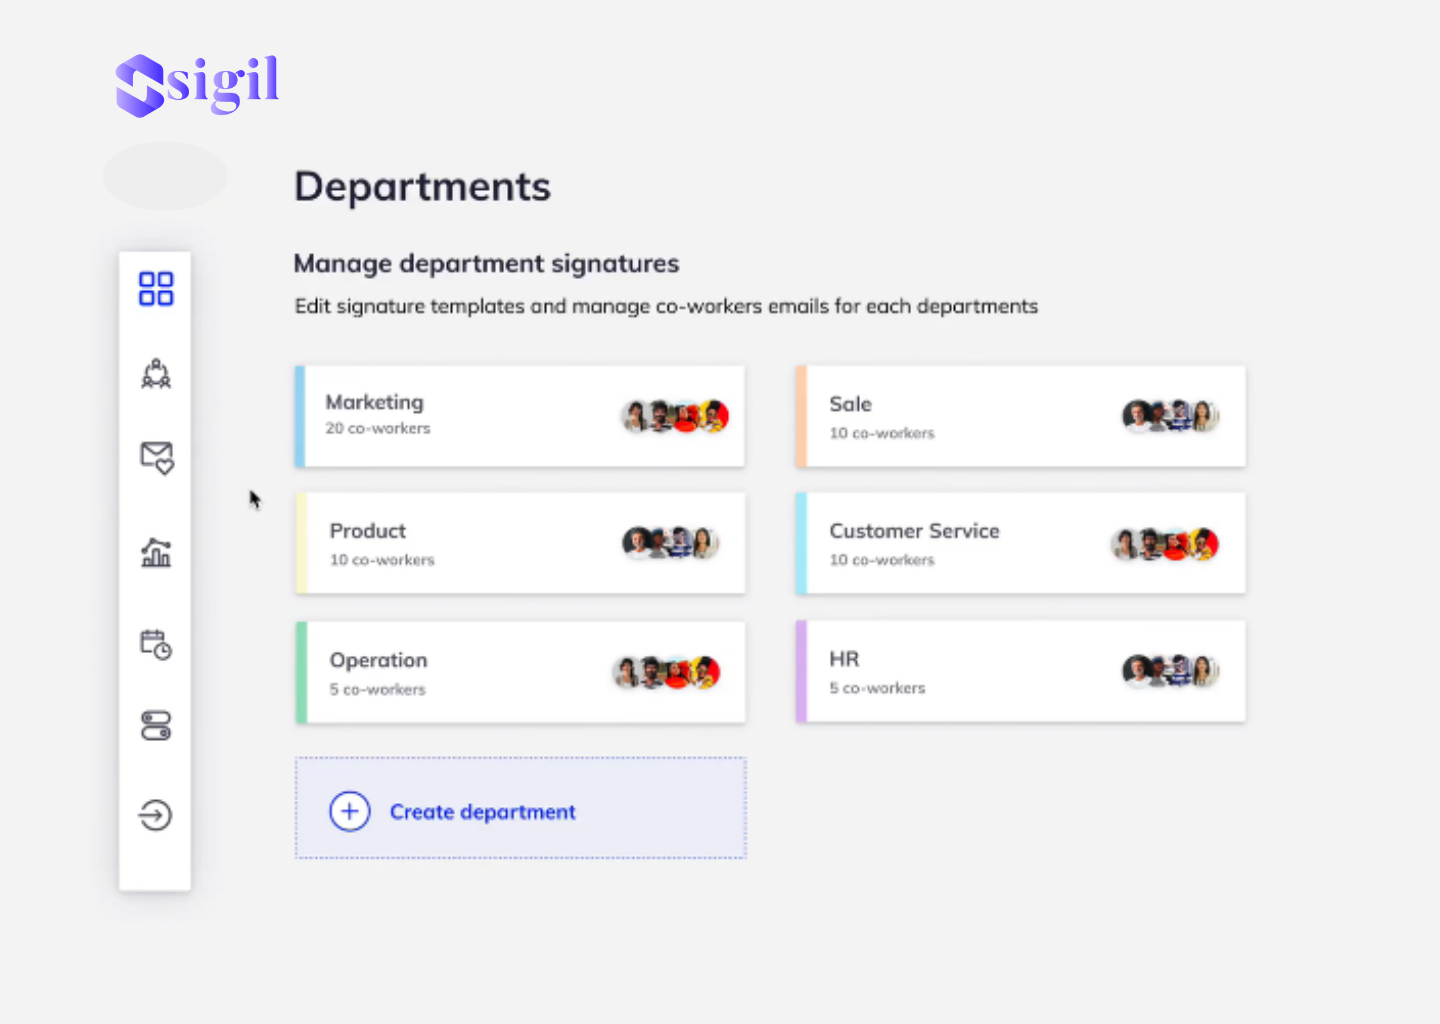 sigil
Departments
Manage department signatures
Edit signature templates and manage co-workers emails for each departments
Marketing
20 co-workers
Sale
10 co-workers
Product
10 co-workers
Customer Service
10 co-workers
Operation
5 co-workers
HR
5 co-workers
Create department